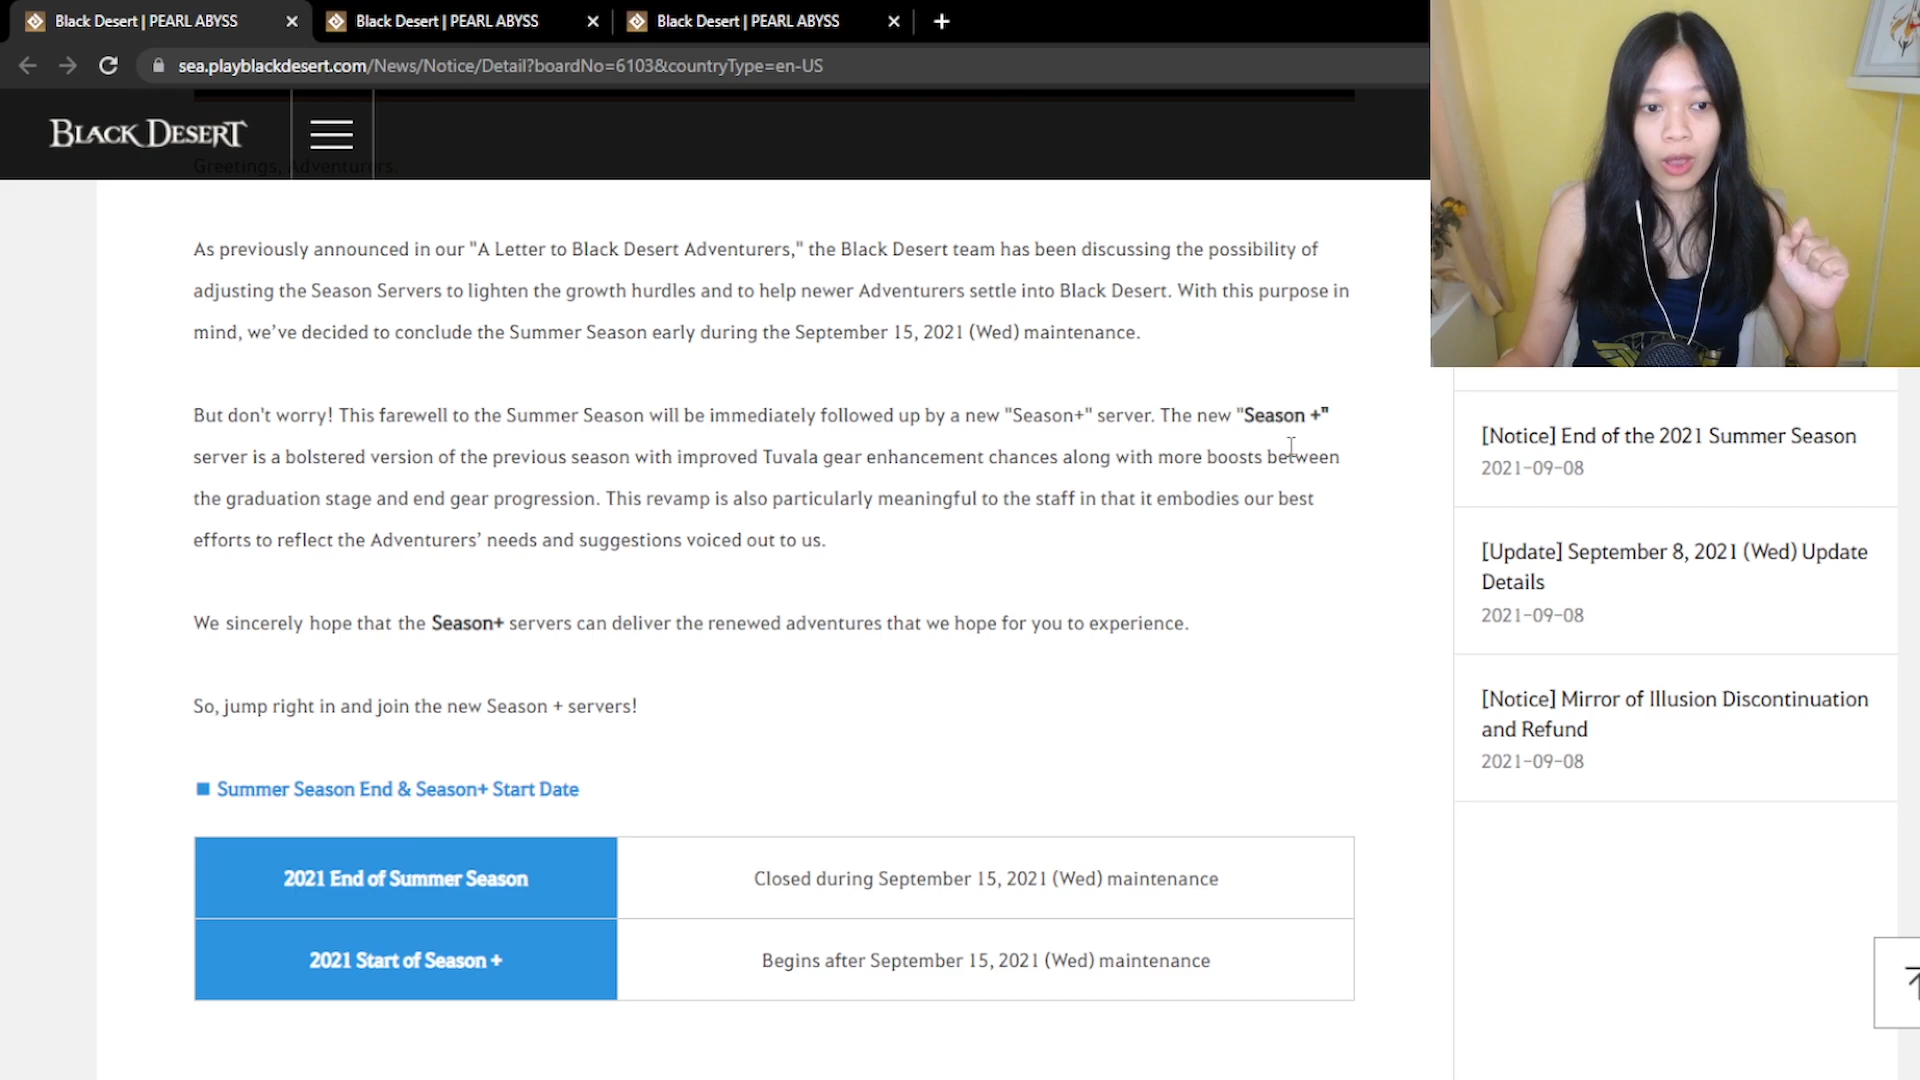 Black Desert | PEARL ABYSS
Black Desert | PEARL ABYSS
Black Desert | PEARL ABYSS
sea.playblackdesert.com/News/Notice/Detail?boardNo=6103&countryType=en-US
BLACK DESERT
Greetings, Adventurers.
As previously announced in our "A Letter to Black Desert Adventurers," the Black Desert team has been discussing the possibility of
adjusting the Season Servers to lighten the growth hurdles and to help newer Adventurers settle into Black Desert. With this purpose in
mind, we’ve decided to conclude the Summer Season early during the September 15, 2021 (Wed) maintenance.
But don't worry! This farewell to the Summer Season will be immediately followed up by a new "Season+" server. The new "Season +"
server is a bolstered version of the previous season with improved Tuvala gear enhancement chances along with more boosts between
the graduation stage and end gear progression. This revamp is also particularly meaningful to the staff in that it embodies our best
efforts to reflect the Adventurers’ needs and suggestions voiced out to us.
We sincerely hope that the Season+ servers can deliver the renewed adventures that we hope for you to experience.
So, jump right in and join the new Season + servers!
■ Summer Season End & Season+ Start Date
2021 End of Summer Season
Closed during September 15, 2021 (Wed) maintenance
2021 Start of Season +
Begins after September 15, 2021 (Wed) maintenance
[Notice] End of the 2021 Summer Season
2021-09-08
[Update] September 8, 2021 (Wed) Update
Details
2021-09-08
[Notice] Mirror of Illusion Discontinuation
and Refund
2021-09-08